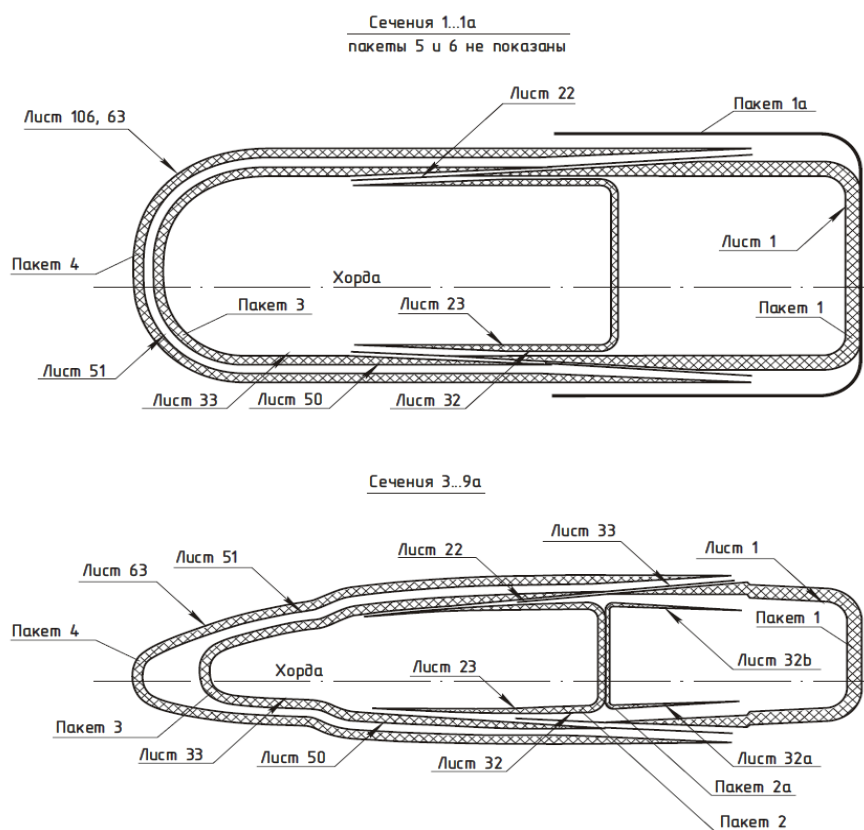 Сечения 1...1а
пакеты 5 и 6 не показаны
Лист 22
Пакет 1а
Лист 106, 63
Лист 1
Пакет 4
Хорда
Пакет 3
Лист 23
Пакет 1
Лист 51
Лист 33
Лист 50
Лист 32
Сечения 3...9а
Лист 33
Лист 1
Лист 51
Лист 22
Лист 63
Пакет 4
Пакет 1
Хорда
Лист 23
Лист 32b
Пакет 3
Лист 33
Лист 50
Лист 32
Лист 32а
Пакет 2а
Пакет 2